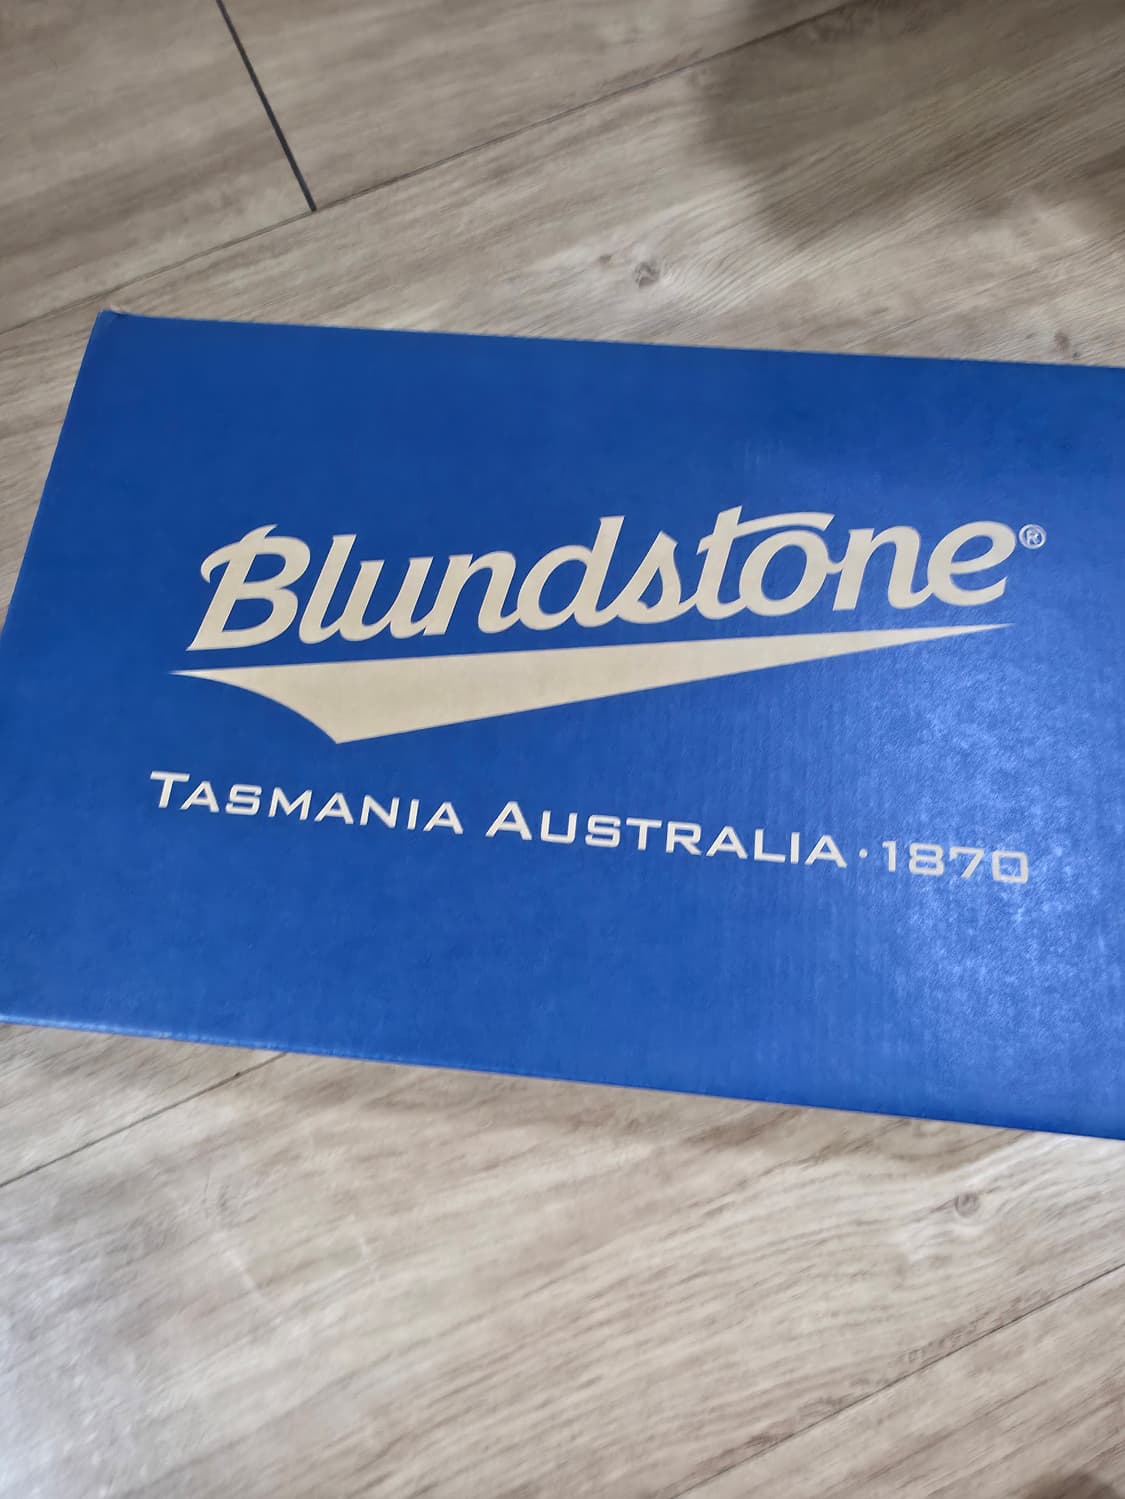 Blundstone®
TASMANIA AUSTRALIA · 1870